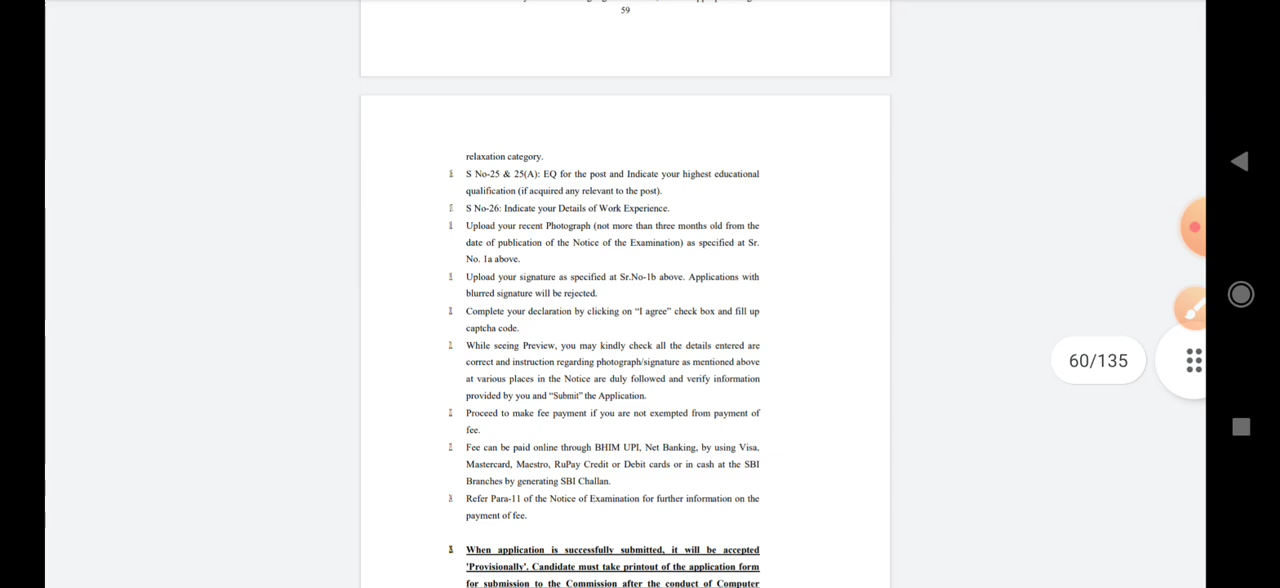 59
relaxation category.
S No-25 & 25(A): EQ for the post and Indicate your highest educational
qualification (if acquired any relevant to the post).
S No-26: Indicate your Details of Work Experience.
Upload your recent Photograph (not more than three months old from the
date of publication of the Notice of the Examination) as specified at Sr.
No. 1a above.
Upload your signature as specified at Sr.No-1b above. Applications with
blurred signature will be rejected.
Complete your declaration by clicking on “I agree” check box and fill up
captcha code.
While seeing Preview, you may kindly check all the details entered are
correct and instruction regarding photograph/signature as mentioned above
at various places in the Notice are duly followed and verify information
provided by you and “Submit” the Application.
Proceed to make fee payment if you are not exempted from payment of
fee.
Fee can be paid online through BHIM UPI, Net Banking, by using Visa,
Mastercard, Maestro, RuPay Credit or Debit cards or in cash at the SBI
Branches by generating SBI Challan.
Refer Para-11 of the Notice of Examination for further information on the
payment of fee.
When application is successfully submitted, it will be accepted
'Provisionally'. Candidate must take printout of the application form
for submission to the Commission after the conduct of Computer
60/135